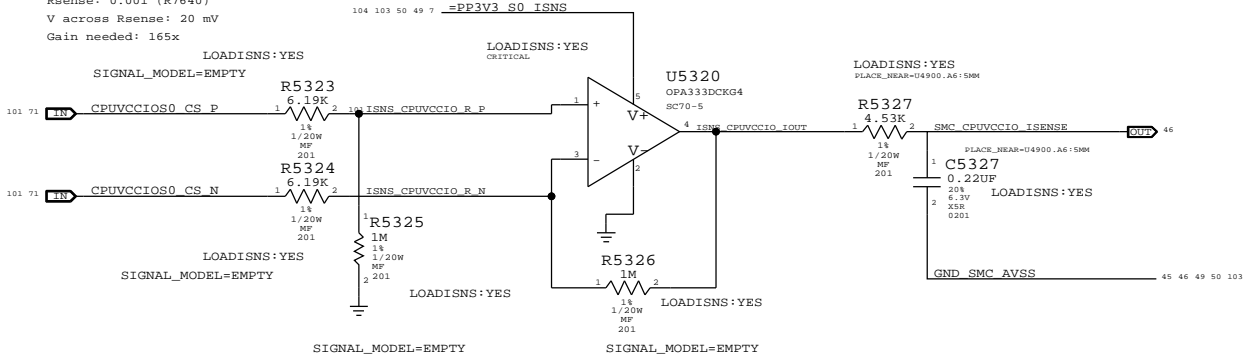 Rsense: 0.001 (R7640)
V across Rsense: 20 mV
Gain needed: 165x
104 103 50 49 7 =PP3V3_S0_ISNS
LOADISNS:YES
SIGNAL_MODEL=EMPTY
LOADISNS:YES
CRITICAL
U5320
OPA333DCKG4
SC70-5
LOADISNS:YES
PLACE_NEAR=U4900.A6:5MM
R5323
6.19K
101 71 IN CPUVCCIOS0_CS_P 1 2 ISNS_CPUVCCIO_R_P 1 + 5 V+
1%
1/20W
MF
201
R5327
4.53K
4 ISNS_CPUVCCIO_IOUT 1 2 SMC_CPUVCCIO_ISENSE OUT 46
1%
1/20W
MF
201
PLACE_NEAR=U4900.A6:5MM
R5324
6.19K
101 71 IN CPUVCCIOS0_CS_N 1 2 ISNS_CPUVCCIO_R_N 3 - V- 2
1%
1/20W
MF
201
1
C5327
0.22UF
20%
6.3V
X5R
0201
2
LOADISNS:YES
1
R5325
1M
1%
1/20W
MF
201
2
LOADISNS:YES
SIGNAL_MODEL=EMPTY
LOADISNS:YES
R5326
1M
1 2
1%
1/20W
MF
201
LOADISNS:YES
GND_SMC_AVSS 45 46 49 50 103
SIGNAL_MODEL=EMPTY
SIGNAL_MODEL=EMPTY